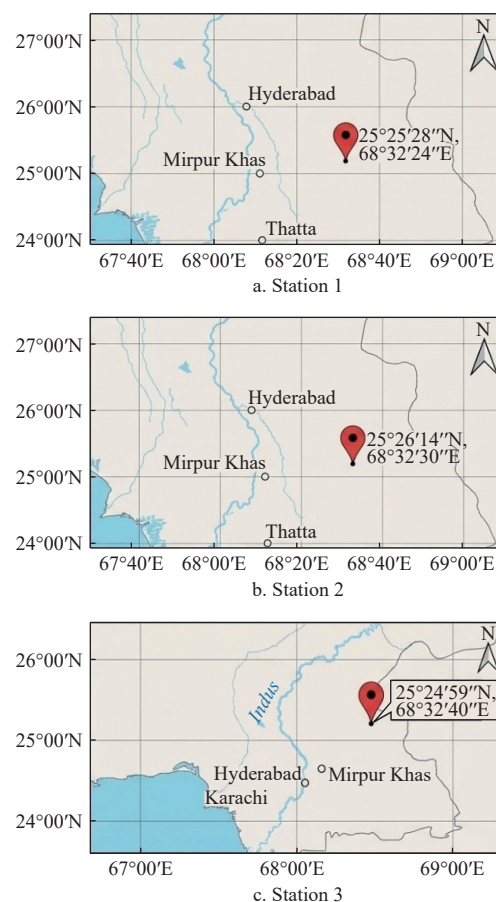 27°00′N
N
26°00′N
Hyderabad
25°25′28″N,
68°32′24″E
25°00′N
Mirpur Khas
24°00′N
Thatta
67°40′E 68°00′E 68°20′E 68°40′E 69°00′E
a. Station 1
27°00′N
N
26°00′N
Hyderabad
25°26′14″N,
68°32′30″E
25°00′N
Mirpur Khas
24°00′N
Thatta
67°40′E 68°00′E 68°20′E 68°40′E 69°00′E
b. Station 2
N
26°00′N
Indus
25°24′59″N,
68°32′40″E
25°00′N
Hyderabad
Mirpur Khas
Karachi
24°00′N
67°00′E 68°00′E 69°00′E
c. Station 3